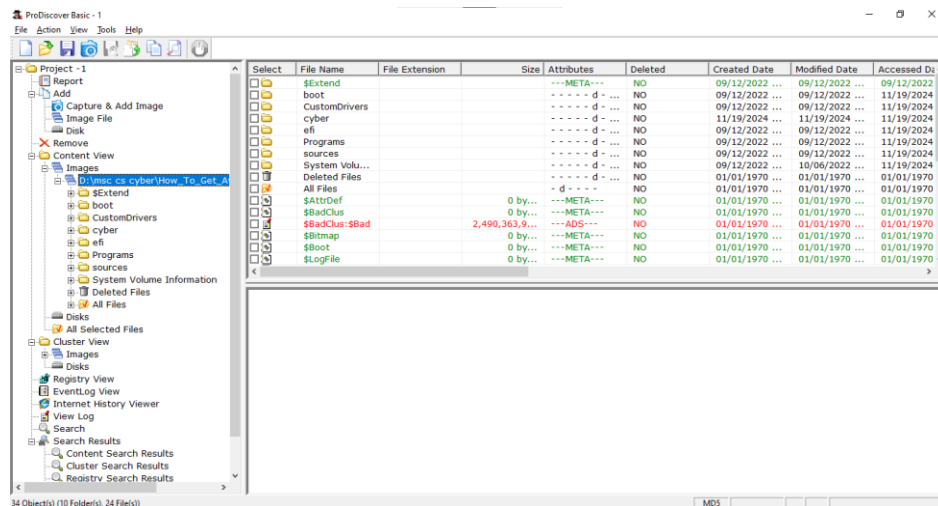 ProDiscover Basic - 1
File Action View Tools Help
Project -1
Report
Add
Capture & Add Image
Image File
Disk
Remove
Content View
Images
D:\msc cs cyber\How_To_Get_A
$Extend
boot
CustomDrivers
cyber
efi
Programs
sources
System Volume Information
Deleted Files
All Files
Disks
All Selected Files
Cluster View
Images
Disks
Registry View
EventLog View
Internet History Viewer
View Log
Search
Search Results
Content Search Results
Cluster Search Results
Registry Search Results
Select File Name File Extension Size Attributes Deleted Created Date Modified Date Accessed Da
$Extend ---META--- NO 09/12/2022 ... 09/12/2022 ... 09/12/2022
boot - - - - - d - ... NO 09/12/2022 ... 09/12/2022 ... 11/19/2024
CustomDrivers - - - - - d - ... NO 09/12/2022 ... 09/12/2022 ... 11/19/2024
cyber - - - - - d - ... NO 11/19/2024 ... 11/19/2024 ... 11/19/2024
efi - - - - - d - ... NO 09/12/2022 ... 09/12/2022 ... 11/19/2024
Programs - - - - - d - ... NO 09/12/2022 ... 09/12/2022 ... 11/19/2024
sources - - - - - d - ... NO 09/12/2022 ... 10/06/2022 ... 11/19/2024
System Volu... - - - - - d - ... NO 09/12/2022 ... 09/12/2022 ... 11/19/2024
Deleted Files NO 01/01/1970 ... 01/01/1970 ... 01/01/1970
All Files - d - - - - NO 01/01/1970 ... 01/01/1970 ... 01/01/1970
$AttrDef 0 by... ---META--- NO 01/01/1970 ... 01/01/1970 ... 01/01/1970
$BadClus 0 by... ---META--- NO 01/01/1970 ... 01/01/1970 ... 01/01/1970
$BadClus:$Bad 2,490,363,9... ---ADS--- NO 01/01/1970 ... 01/01/1970 ... 01/01/1970
$Bitmap 0 by... ---META--- NO 01/01/1970 ... 01/01/1970 ... 01/01/1970
$Boot 0 by... ---META--- NO 01/01/1970 ... 01/01/1970 ... 01/01/1970
$LogFile 0 by... ---META--- NO 01/01/1970 ... 01/01/1970 ... 01/01/1970
34 Object(s) (10 Folder(s), 24 File(s)) MD5